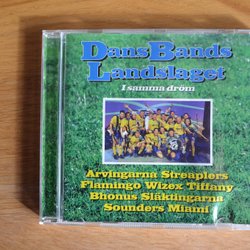 DansBands
Landslaget
I samma dröm
Arvingarna Streaplers
Flamingo Wizex Tiffany
Bhonus Släktingarna
Sounders Miami